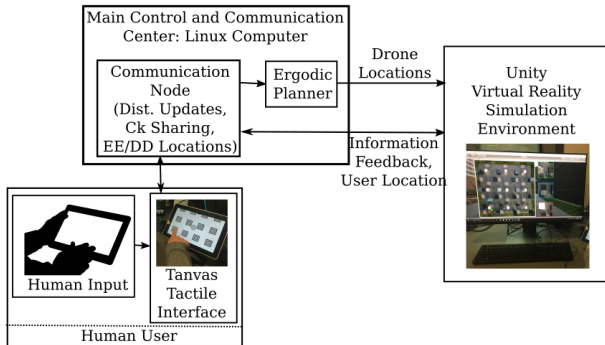 Main Control and Communication
Center: Linux Computer
Communication
Node
(Dist. Updates,
Ck Sharing,
EE/DD Locations)
Ergodic
Planner
Drone
Locations
Information
Feedback,
User Location
Unity
Virtual Reality
Simulation
Environment
Human Input
Tanvas
Tactile
Interface
Human User